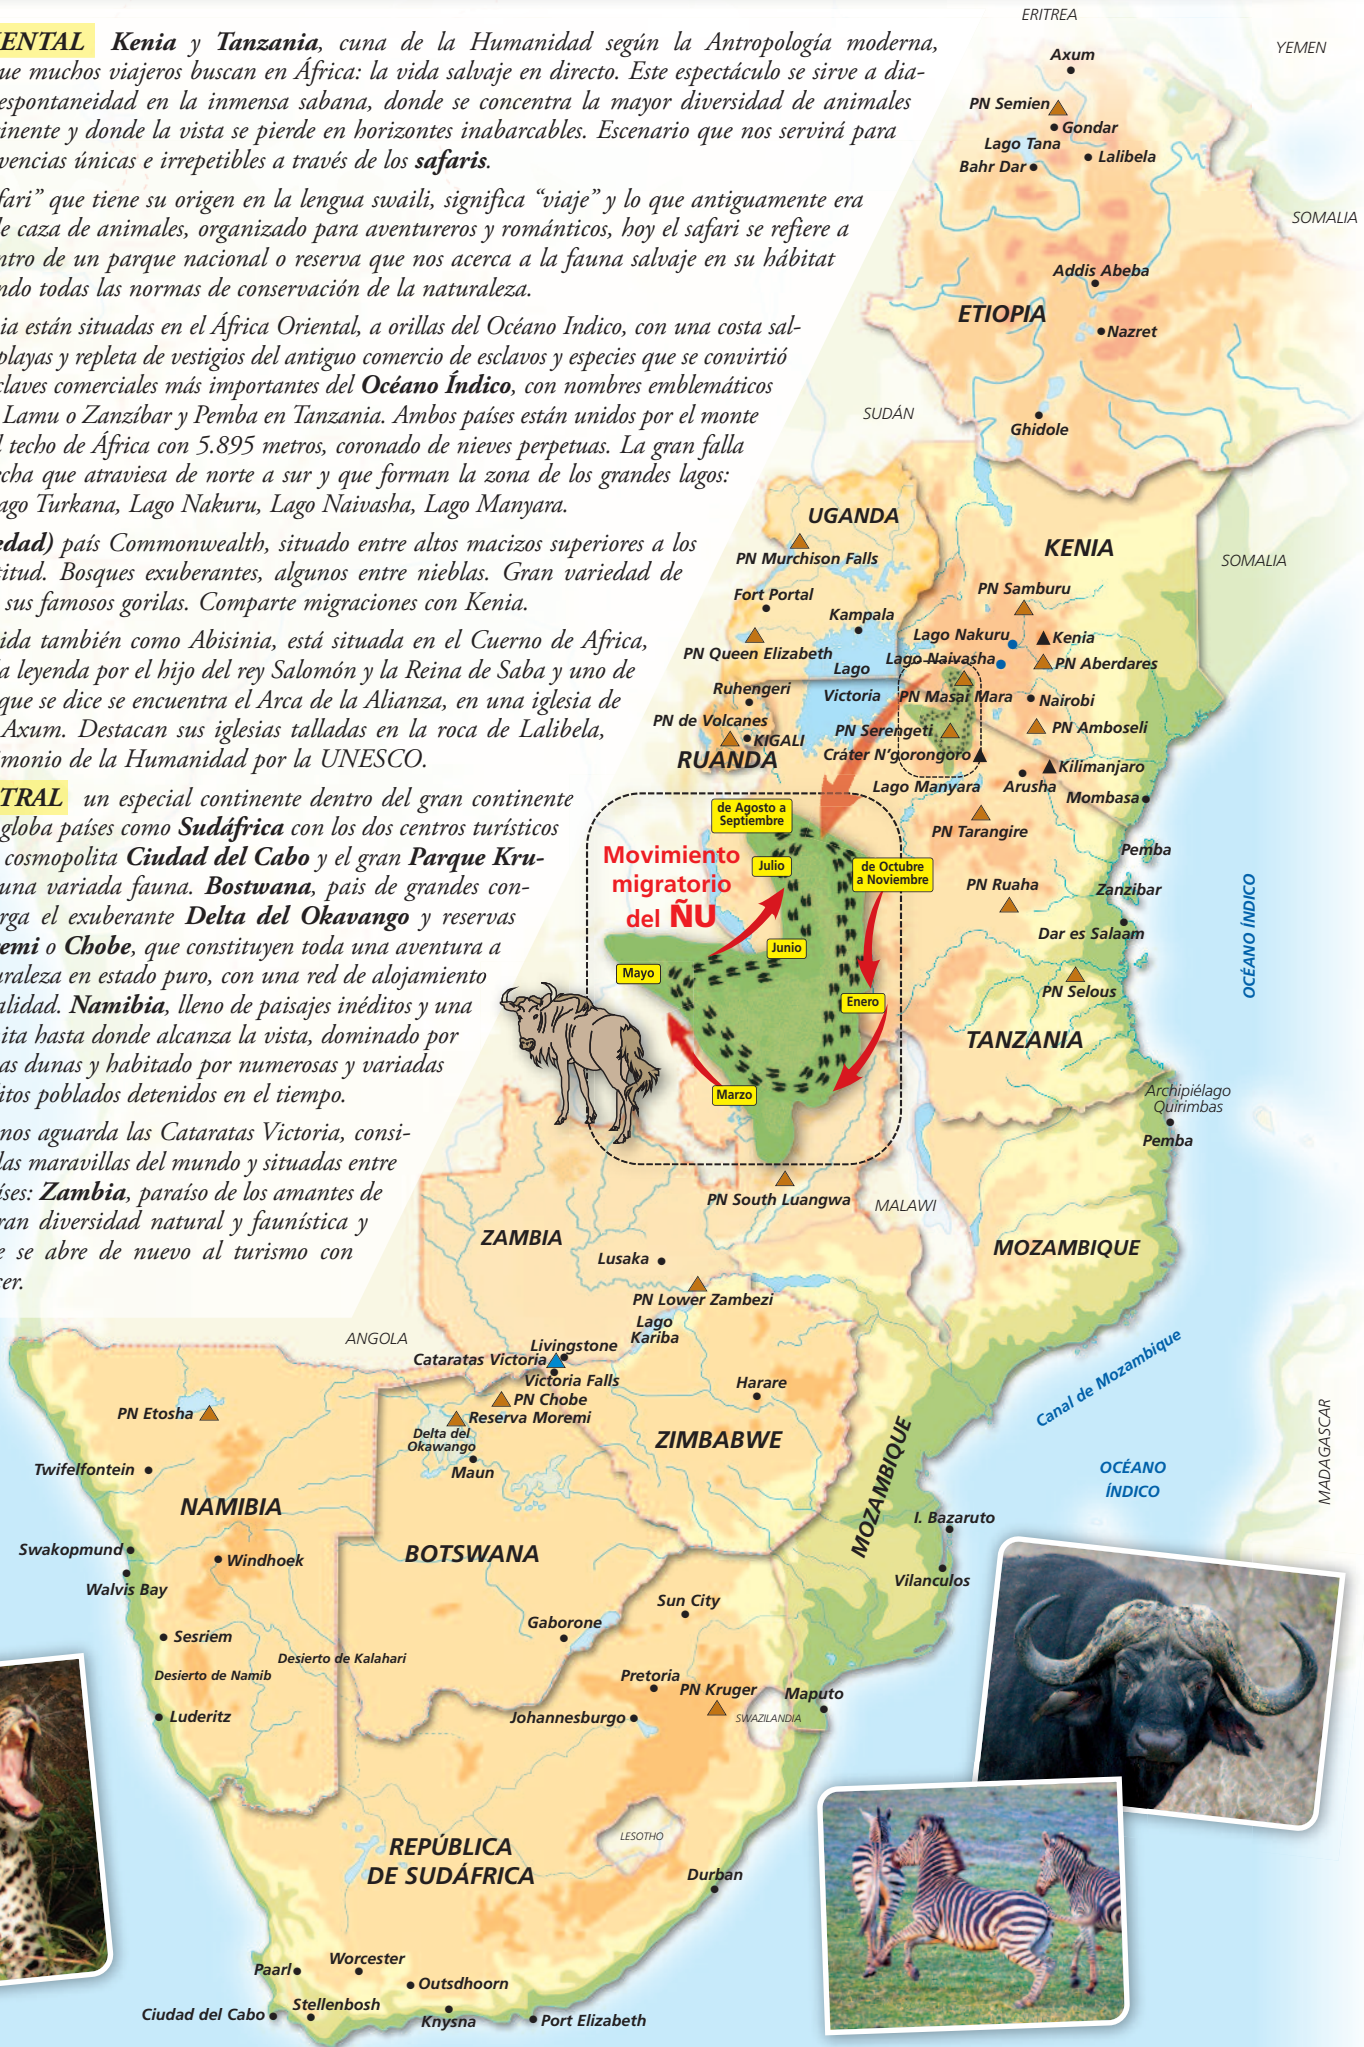 IENTAL Kenia y Tanzania, cuna de la Humanidad según la Antropología moderna,
ue muchos viajeros buscan en África: la vida salvaje en directo. Este espectáculo se sirve a dia-
espontaneidad en la inmensa sabana, donde se concentra la mayor diversidad de animales
inente y donde la vista se pierde en horizontes inabarcables. Escenario que nos servirá para
vencias únicas e irrepetibles a través de los safaris.
fari” que tiene su origen en la lengua swaili, significa “viaje” y lo que antiguamente era
de caza de animales, organizado para aventureros y románticos, hoy el safari se refiere a
ntro de un parque nacional o reserva que nos acerca a la fauna salvaje en su hábitat
ndo todas las normas de conservación de la naturaleza.
ia están situadas en el África Oriental, a orillas del Océano Indico, con una costa sal-
playas y repleta de vestigios del antiguo comercio de esclavos y especies que se convirtió
claves comerciales más importantes del Océano Índico, con nombres emblemáticos
Lamu o Zanzíbar y Pemba en Tanzania. Ambos países están unidos por el monte
l techo de África con 5.895 metros, coronado de nieves perpetuas. La gran falla
echa que atraviesa de norte a sur y que forman la zona de los grandes lagos:
ago Turkana, Lago Nakuru, Lago Naivasha, Lago Manyara.
edad) país Commonwealth, situado entre altos macizos superiores a los
titud. Bosques exuberantes, algunos entre nieblas. Gran variedad de
sus famosos gorilas. Comparte migraciones con Kenia.
ida también como Abisinia, está situada en el Cuerno de Africa,
la leyenda por el hijo del rey Salomón y la Reina de Saba y uno de
que se dice se encuentra el Arca de la Alianza, en una iglesia de
Axum. Destacan sus iglesias talladas en la roca de Lalibela,
imonio de la Humanidad por la UNESCO.
TRAL un especial continente dentro del gran continente
globa países como Sudáfrica con los dos centros turísticos
cosmopolita Ciudad del Cabo y el gran Parque Kru-
una variada fauna. Bostwana, pais de grandes con-
rga el exuberante Delta del Okavango y reservas
remi o Chobe, que constituyen toda una aventura a
uraleza en estado puro, con una red de alojamiento
alidad. Namibia, lleno de paisajes inéditos y una
ita hasta donde alcanza la vista, dominado por
as dunas y habitado por numerosas y variadas
itos poblados detenidos en el tiempo.
nos aguarda las Cataratas Victoria, consi-
las maravillas del mundo y situadas entre
íses: Zambia, paraíso de los amantes de
ran diversidad natural y faunística y
e se abre de nuevo al turismo con
cer.
ERITREA
YEMEN
Axum
PN Semien
Gondar
Lago Tana
Lalibela
Bahr Dar
SOMALIA
Addis Abeba
ETIOPIA
Nazret
SUDÁN
Ghidole
UGANDA
KENIA
PN Murchison Falls
SOMALIA
PN Samburu
Fort Portal
Kampala
Lago Nakuru
Kenia
PN Queen Elizabeth
Lago
Victoria
Lago Naivasha
PN Aberdares
Ruhengeri
PN Masai Mara
Nairobi
PN de Volcanes
KIGALI
PN Serengeti
PN Amboseli
RUANDA
Cráter N'gorongoro
Kilimanjaro
Lago Manyara
Arusha
Mombasa
PN Tarangire
Pemba
PN Ruaha
Zanzibar
Dar es Salaam
OCÉANO ÍNDICO
PN Selous
TANZANIA
Movimiento
migratorio
del ÑU
de Agosto a
Septiembre
Julio
de Octubre
a Noviembre
Junio
Mayo
Enero
Marzo
Archipiélago
Quirimbas
Pemba
PN South Luangwa
MALAWI
ZAMBIA
MOZAMBIQUE
Lusaka
PN Lower Zambezi
Lago
Kariba
ANGOLA
Livingstone
Cataratas Victoria
Victoria Falls
Canal de Mozambique
PN Chobe
Harare
Reserva Moremi
PN Etosha
Delta del
Okawango
ZIMBABWE
MADAGASCAR
Maun
Twifelfontein
OCÉANO
ÍNDICO
MOZAMBIQUE
NAMIBIA
I. Bazaruto
Swakopmund
Windhoek
BOTSWANA
Walvis Bay
Vilanculos
Sun City
Gaborone
Sesriem
Desierto de Kalahari
Desierto de Namib
Pretoria
PN Kruger
Maputo
Luderitz
Johannesburgo
SWAZILANDIA
REPÚBLICA
DE SUDÁFRICA
LESOTHO
Durban
Worcester
Paarl
Outsdhoorn
Stellenbosh
Ciudad del Cabo
Knysna
Port Elizabeth